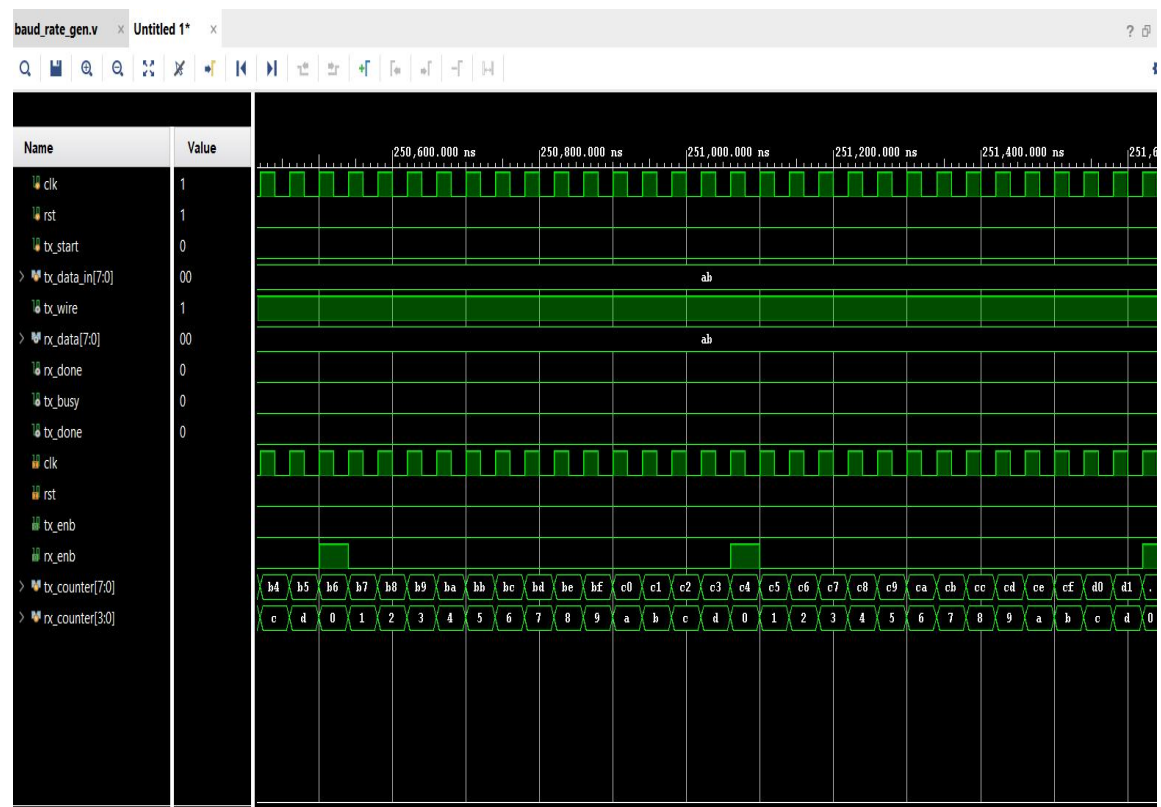 baud_rate_gen.v × Untitled 1* × ?
Name Value
250,600.000 ns 250,800.000 ns 251,000.000 ns 251,200.000 ns 251,400.000 ns 251,6
clk 1
rst 1
tx_start 0
tx_data_in[7:0] 00 ab
tx_wire 1
rx_data[7:0] 00 ab
rx_done 0
tx_busy 0
tx_done 0
clk
rst
tx_enb
rx_enb
tx_counter[7:0] b4 b5 b6 b7 b8 b9 ba bb bc bd be bf c0 c1 c2 c3 c4 c5 c6 c7 c8 c9 ca cb cc cd ce cf d0 d1 .
rx_counter[3:0] c d 0 1 2 3 4 5 6 7 8 9 a b c d 0 1 2 3 4 5 6 7 8 9 a b c d 0